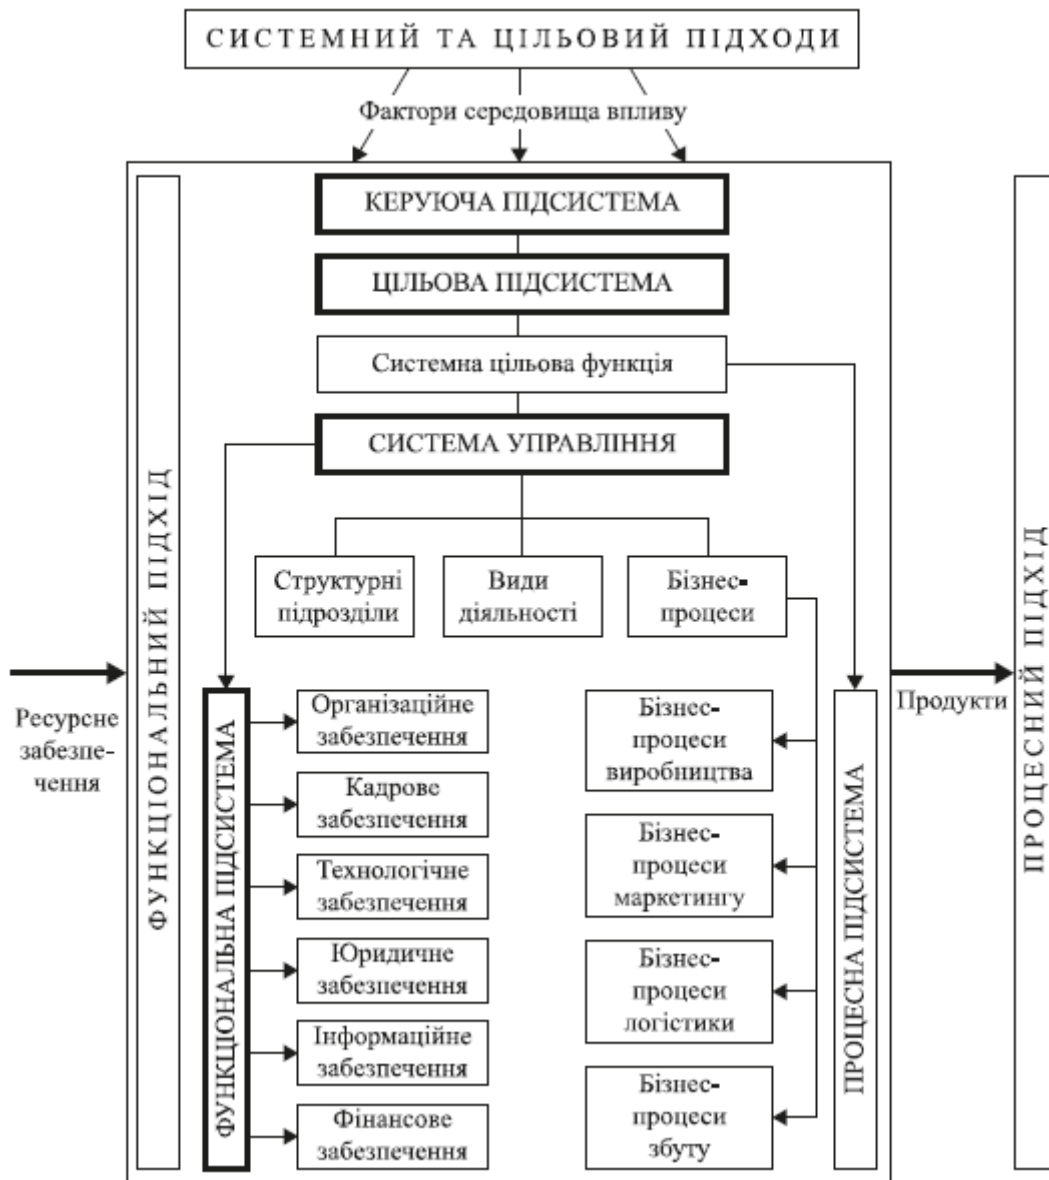 СИСТЕМНИЙ ТА ЦІЛЬОВИЙ ПІДХОДИ
Фактори середовища впливу
КЕРУЮЧА ПІДСИСТЕМА
ЦІЛЬОВА ПІДСИСТЕМА
Системна цільова функція
СИСТЕМА УПРАВЛІННЯ
Структурні
підрозділи
Види
діяльності
Бізнес-
процеси
Ресурсне
забезпе-
чення
ФУНКЦІОНАЛЬНИЙ ПІДХІД
ФУНКЦІОНАЛЬНА ПІДСИСТЕМА
Організаційне
забезпечення
Кадрове
забезпечення
Технологічне
забезпечення
Юридичне
забезпечення
Інформаційне
забезпечення
Фінансове
забезпечення
Бізнес-
процеси
виробництва
Бізнес-
процеси
маркетингу
Бізнес-
процеси
логістики
Бізнес-
процеси
збуту
ПРОЦЕСНА ПІДСИСТЕМА
Продукти
ПРОЦЕСНИЙ ПІДХІД